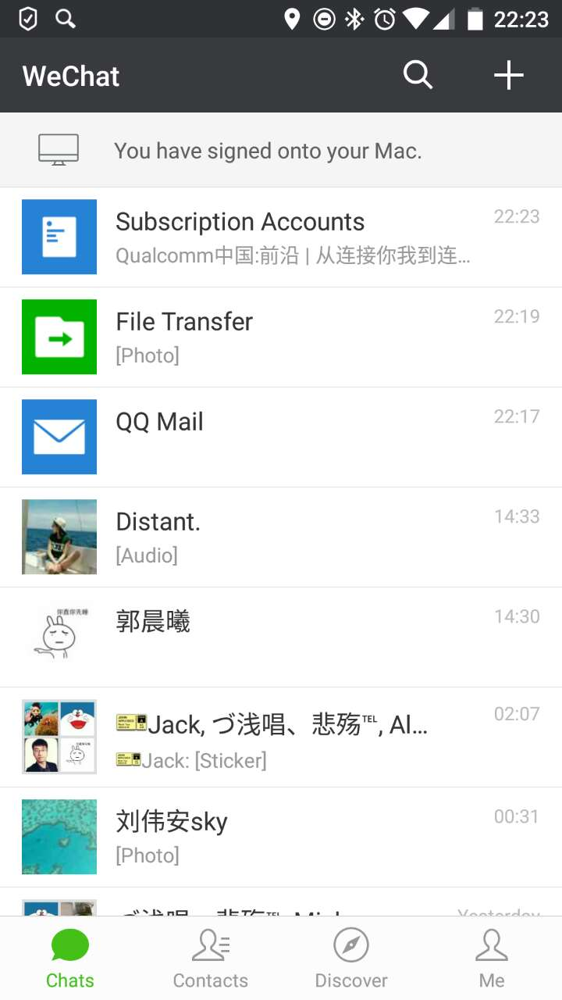 22:23
WeChat
You have signed onto your Mac.
Subscription Accounts
22:23
Qualcomm中国:前沿 | 从连接你我到连...
File Transfer
22:19
[Photo]
QQ Mail
22:17
Distant.
14:33
[Audio]
郭晨曦
14:30
Jack, づ浅唱、悲殇℡, Al...
02:07
Jack: [Sticker]
刘伟安sky
00:31
[Photo]
Yesterday
Chats
Contacts
Discover
Me